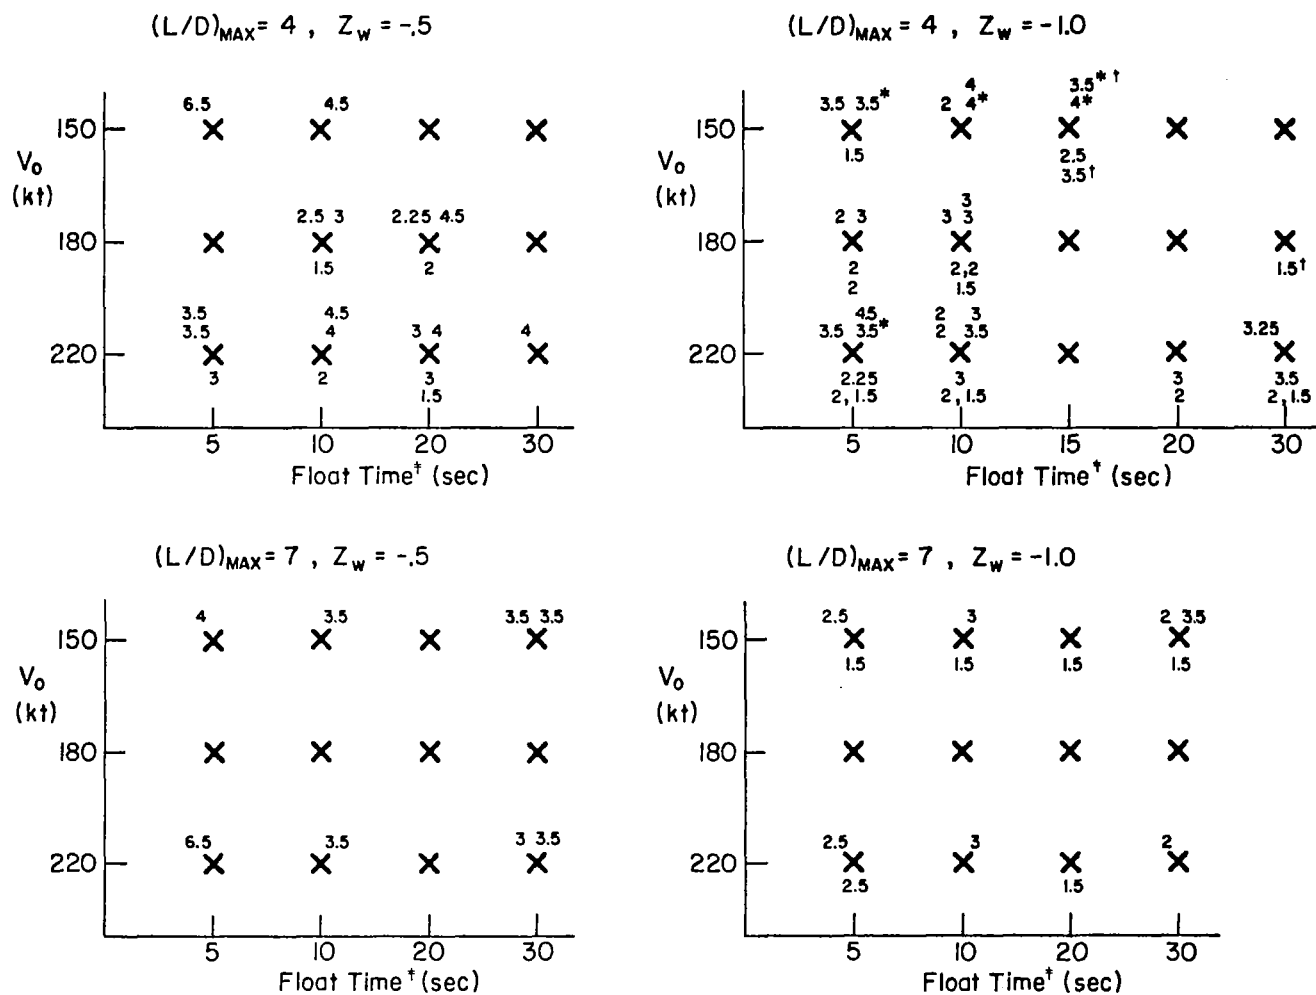 (L/D)MAX = 4 , Zw = -.5
6.5 4.5
150
Vo
(kt)
2.5 3 2.25 4.5
180
1.5 2
3.5 4.5
3.5 4 3 4 4
220
3 2 3
1.5
5 10 20 30
Float Time‡ (sec)
(L/D)MAX = 4 , Zw = -1.0
4 3.5*†
3.5 3.5* 2 4* 4*
150
1.5 2.5
3.5†
Vo
(kt)
3
2 3 3 3
180
2 2,2 1.5†
2 1.5
4.5 2 3
3.5 3.5* 2 3.5 3.25
220
2.25 3 3 3.5
2,1.5 2,1.5 2 2,1.5
5 10 15 20 30
Float Time‡ (sec)
(L/D)MAX = 7 , Zw = -.5
4 3.5 3.5 3.5
150
Vo
(kt)
180
6.5 3.5 3 3.5
220
5 10 20 30
Float Time‡ (sec)
(L/D)MAX = 7 , Zw = -1.0
2.5 3 2 3.5
150
1.5 1.5 1.5 1.5
Vo
(kt)
180
2.5 3 2
220
2.5 1.5
5 10 20 30
Float Time‡ (sec)